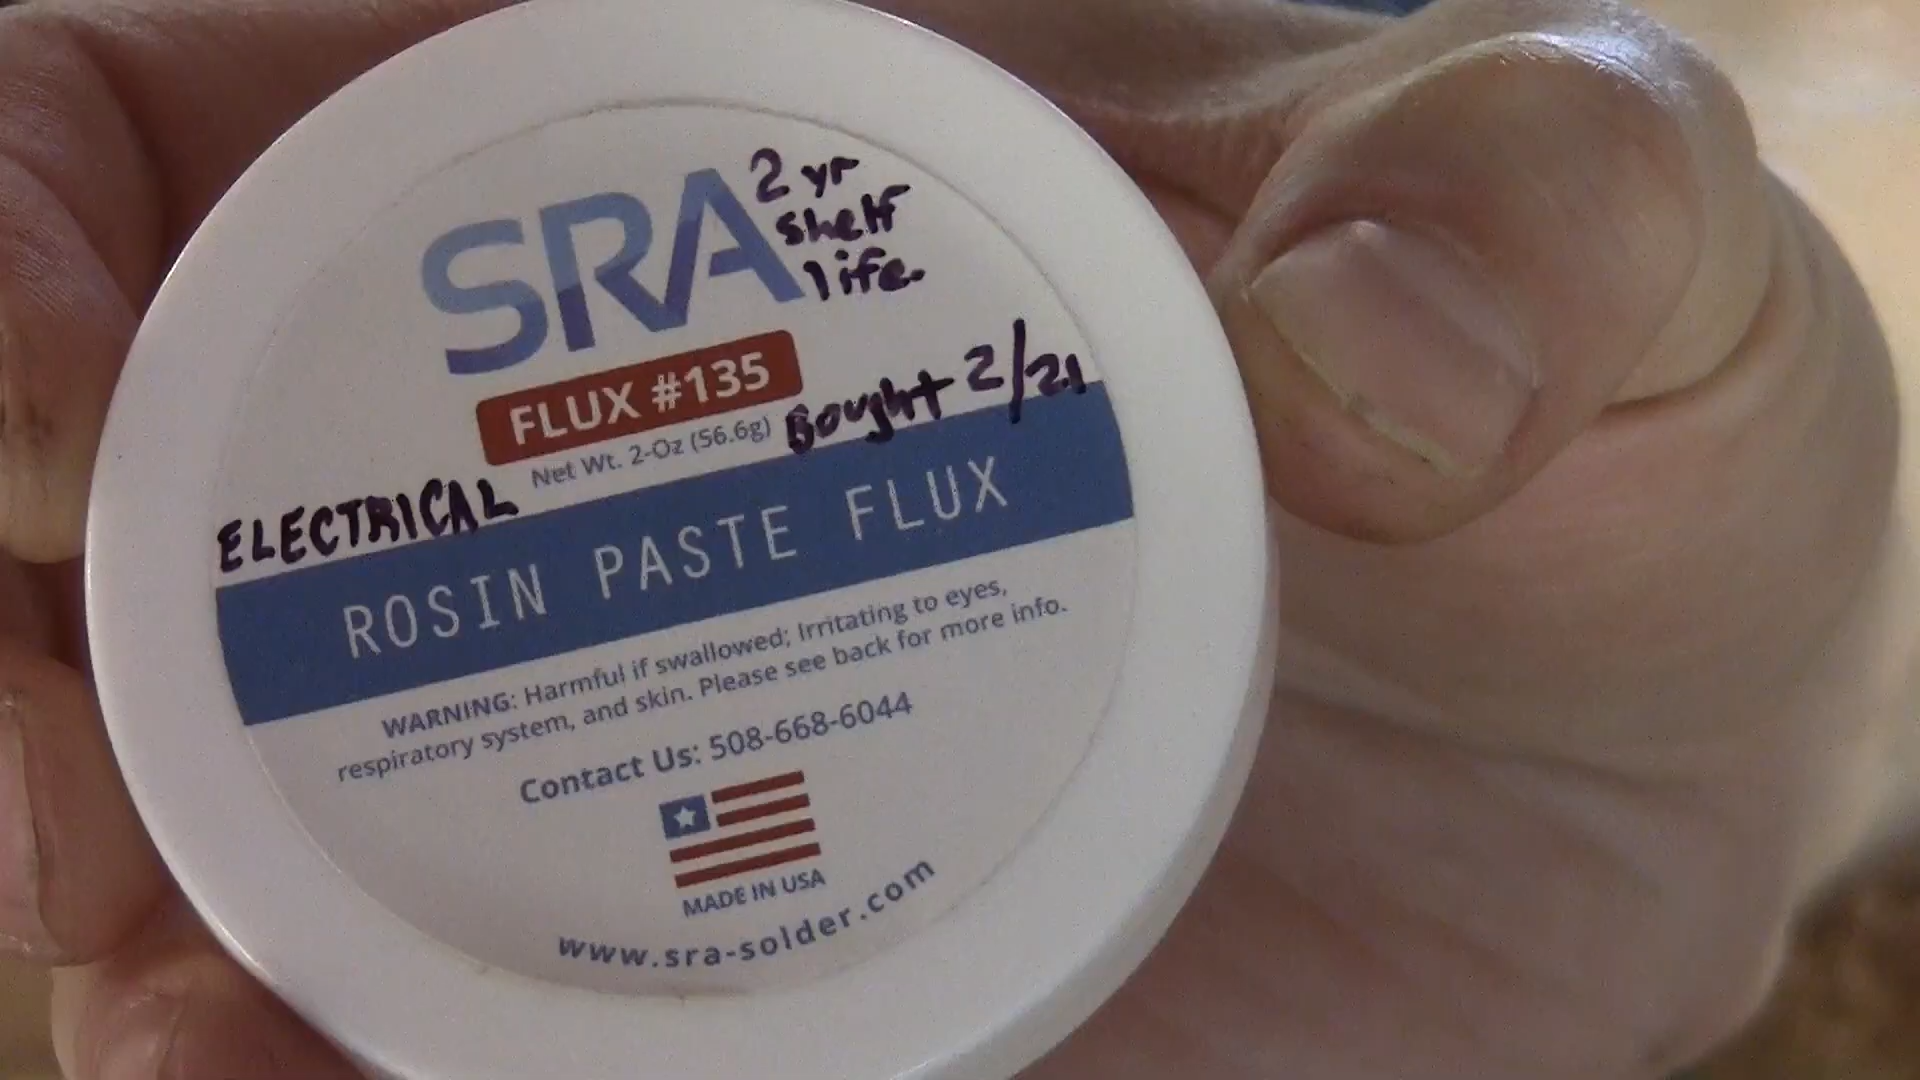 SRA
2 yr
shelf
life
FLUX #135
Net Wt. 2-Oz (56.6g)
Bought 2/21
ELECTRICAL
ROSIN PASTE FLUX
WARNING: Harmful if swallowed; Irritating to eyes,
respiratory system, and skin. Please see back for more info.
Contact Us: 508-668-6044
MADE IN USA
www.sra-solder.com